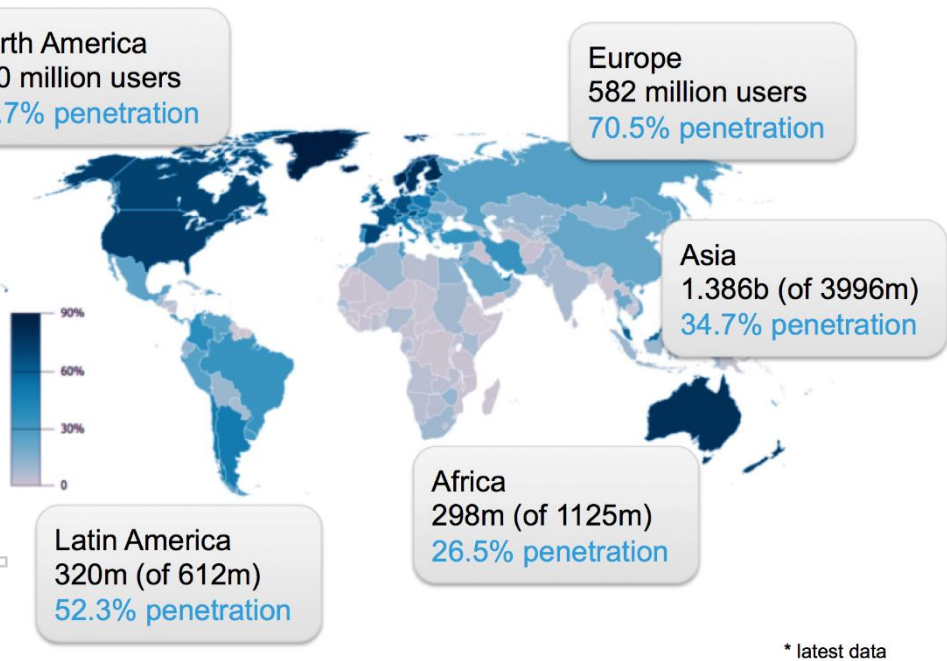 rth America
0 million users
.7% penetration
Europe
582 million users
70.5% penetration
Asia
1.386b (of 3996m)
34.7% penetration
90%
60%
30%
0
Africa
298m (of 1125m)
26.5% penetration
Latin America
320m (of 612m)
52.3% penetration
* latest data